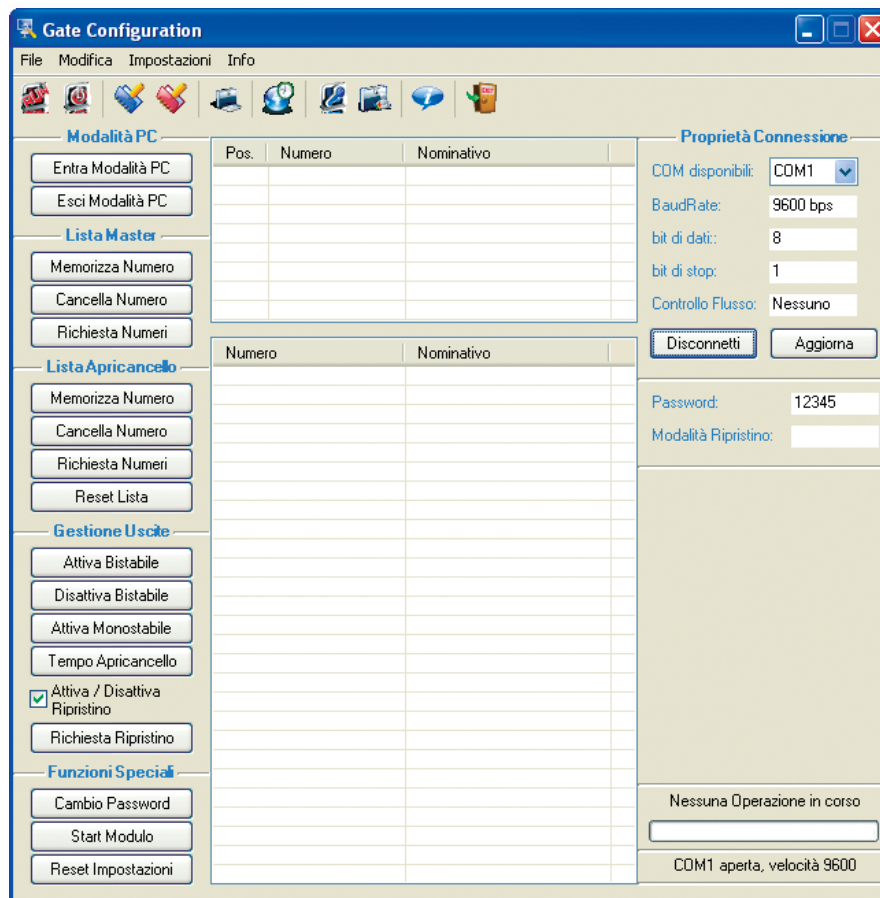 Gate Configuration
File Modifica Impostazioni Info
Modalità PC
Entra Modalità PC
Esci Modalità PC
Lista Master
Memorizza Numero
Cancella Numero
Richiesta Numeri
Lista Apricancello
Memorizza Numero
Cancella Numero
Richiesta Numeri
Reset Lista
Gestione Uscite
Attiva Bistabile
Disattiva Bistabile
Attiva Monostabile
Tempo Apricancello
Attiva / Disattiva
Ripristino
Richiesta Ripristino
Funzioni Speciali
Cambio Password
Start Modulo
Reset Impostazioni
Pos. Numero Nominativo
Numero Nominativo
Proprietà Connessione
COM disponibili: COM1
BaudRate: 9600 bps
bit di dati:: 8
bit di stop: 1
Controllo Flusso: Nessuno
Disconnetti Aggiorna
Password: 12345
Modalità Ripristino:
Nessuna Operazione in corso
COM1 aperta, velocità 9600